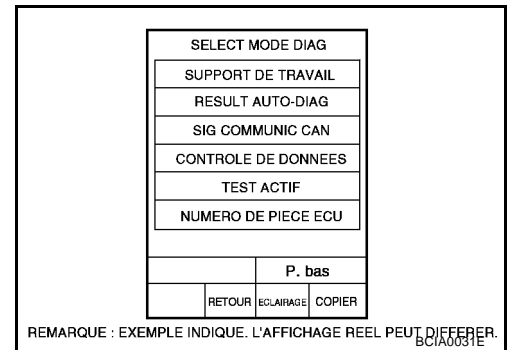 SELECT MODE DIAG
SUPPORT DE TRAVAIL
RESULT AUTO-DIAG
SIG COMMUNIC CAN
CONTROLE DE DONNEES
TEST ACTIF
NUMERO DE PIECE ECU
P. bas
RETOUR ECLAIRAGE COPIER
REMARQUE : EXEMPLE INDIQUE. L'AFFICHAGE REEL PEUT DIFFERER.
BCIA0031E